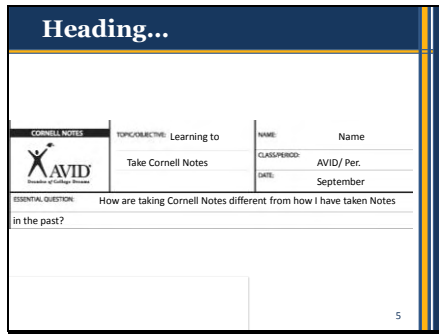 Heading...
CORNELL NOTES
TOPIC/OBJECTIVE: Learning to
NAME: Name
Take Cornell Notes
CLASS/PERIOD: AVID/ Per.
AVID
Decades of College Dreams
DATE: September
ESSENTIAL QUESTION: How are taking Cornell Notes different from how I have taken Notes
in the past?
5